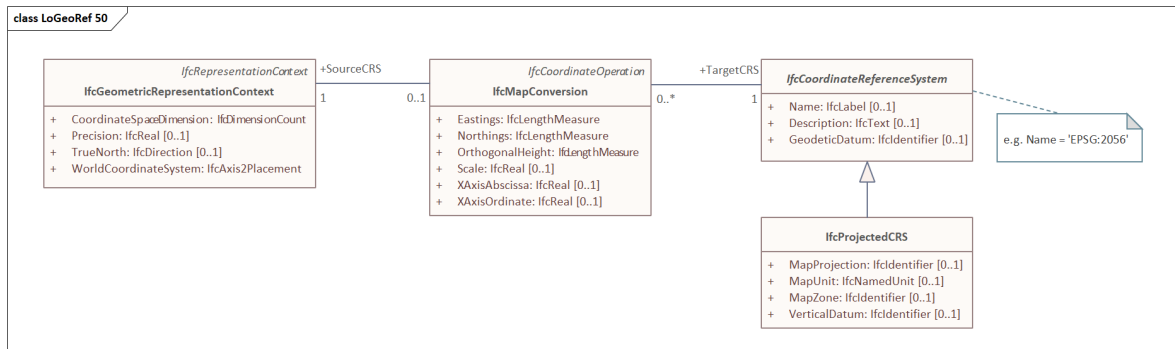 class LoGeoRef 50
IfcRepresentationContext
IfcGeometricRepresentationContext
+ CoordinateSpaceDimension: IfcDimensionCount
+ Precision: IfcReal [0..1]
+ TrueNorth: IfcDirection [0..1]
+ WorldCoordinateSystem: IfcAxis2Placement
+SourceCRS
1
0..1
IfcCoordinateOperation
IfcMapConversion
+ Eastings: IfcLengthMeasure
+ Northings: IfcLengthMeasure
+ OrthogonalHeight: IfcLengthMeasure
+ Scale: IfcReal [0..1]
+ XAxisAbscissa: IfcReal [0..1]
+ XAxisOrdinate: IfcReal [0..1]
+TargetCRS
0..*
1
IfcCoordinateReferenceSystem
+ Name: IfcLabel [0..1]
+ Description: IfcText [0..1]
+ GeodeticDatum: IfcIdentifier [0..1]
e.g. Name = 'EPSG:2056'
IfcProjectedCRS
+ MapProjection: IfcIdentifier [0..1]
+ MapUnit: IfcNamedUnit [0..1]
+ MapZone: IfcIdentifier [0..1]
+ VerticalDatum: IfcIdentifier [0..1]